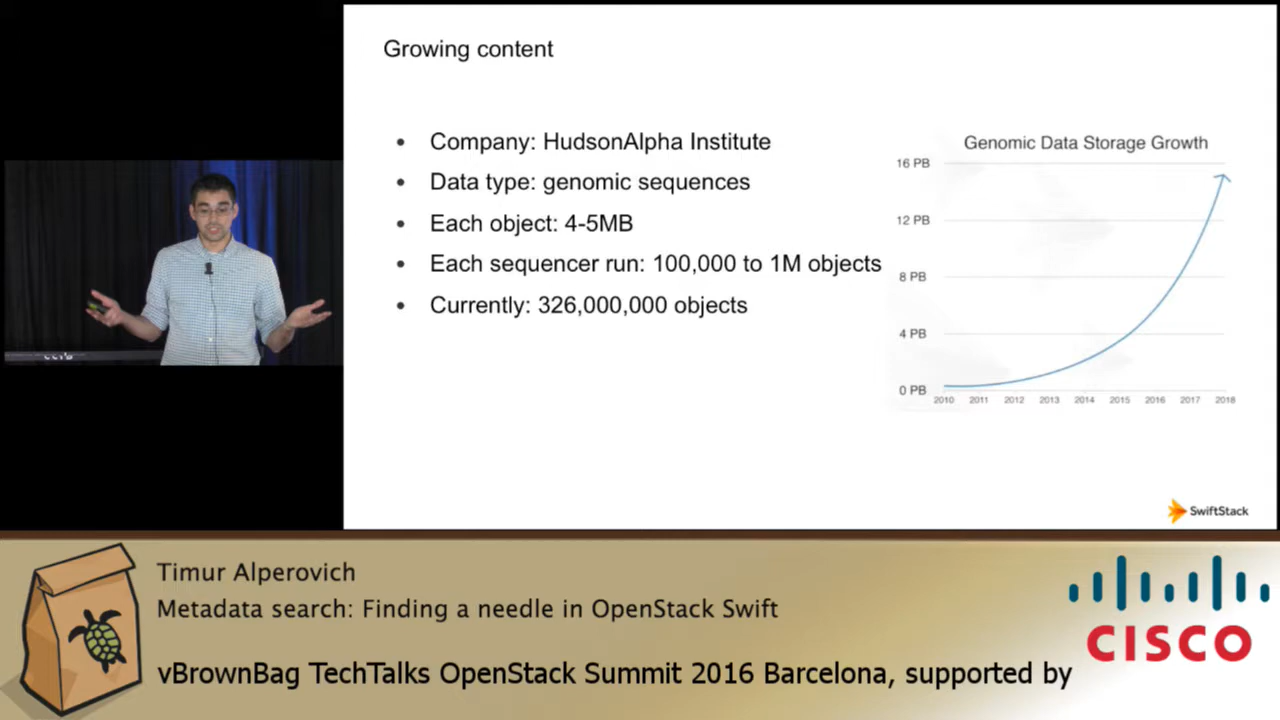 Growing content
• Company: HudsonAlpha Institute
• Data type: genomic sequences
• Each object: 4-5MB
• Each sequencer run: 100,000 to 1M objects
• Currently: 326,000,000 objects
Genomic Data Storage Growth
16 PB
12 PB
8 PB
4 PB
0 PB
2010 2011 2012 2013 2014 2015 2016 2017 2018
SwiftStack
Timur Alperovich
Metadata search: Finding a needle in OpenStack Swift
vBrownBag TechTalks OpenStack Summit 2016 Barcelona, supported by
CISCO